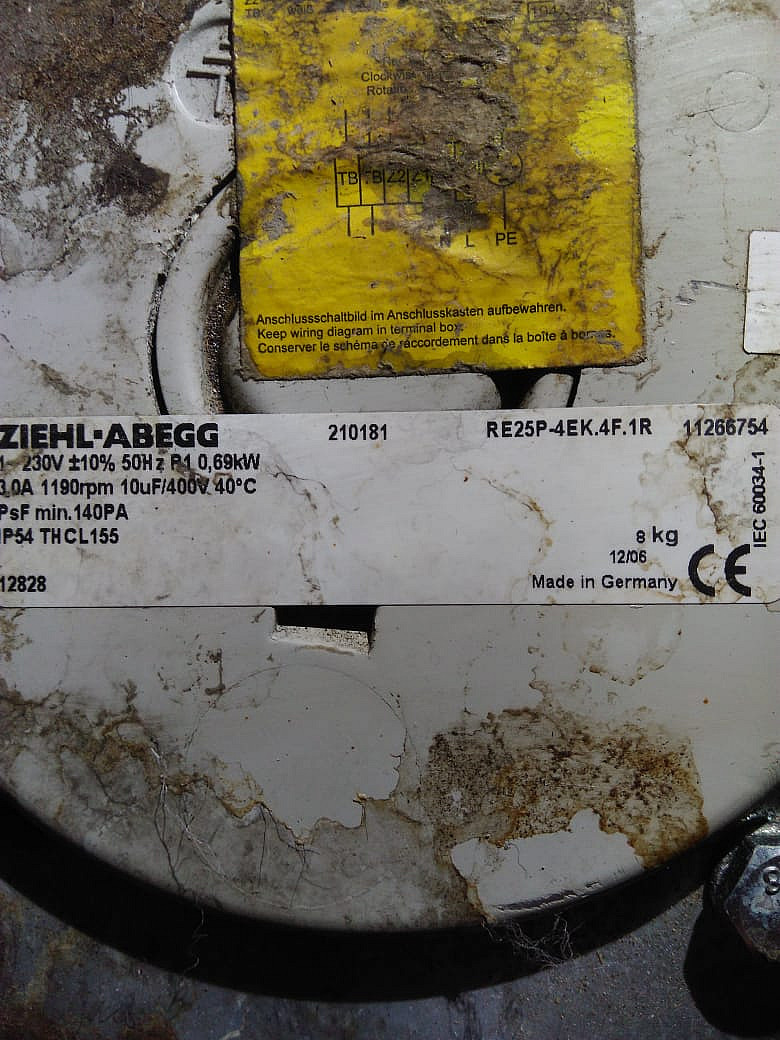 TB
Clockwise
TB
B
Z2
Z1
N L PE
Anschlussschaltbild im Anschlusskasten aufbewahren.
Keep wiring diagram in terminal box.
Conserver le schéma de raccordement dans la boîte à bornes.
ZIEHL-ABEGG 210181 RE25P-4EK.4F.1R 11266754
230V ±10% 50Hz P1 0,69kW
3.0A 1190rpm 10uF/400V 40°C
PsF min.140PA
IP54 THCL155
12828
8 kg
12/06
Made in Germany CE
IEC 60034-1
8